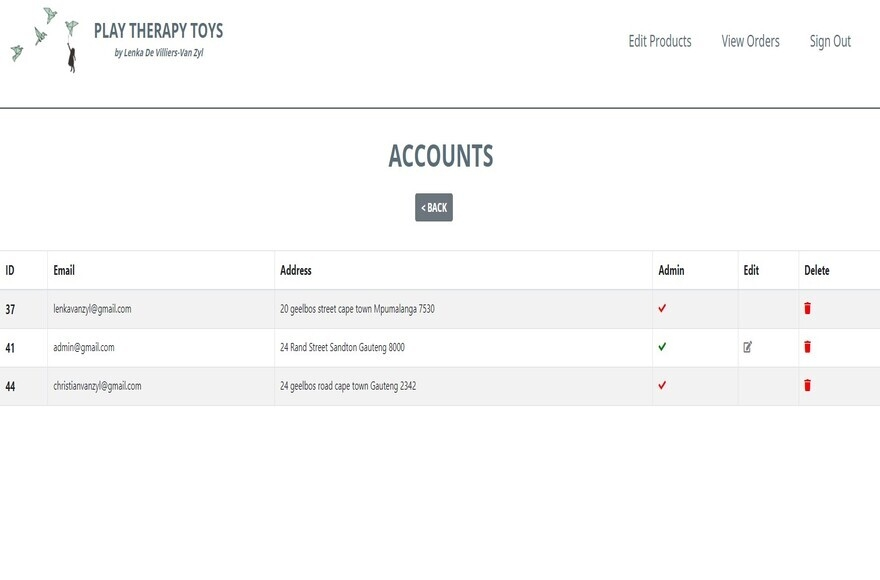 PLAY THERAPY TOYS
by Lenka De Villiers-Van Zyl
Edit Products View Orders Sign Out
ACCOUNTS
< BACK
ID Email Address Admin Edit Delete
37 lenkavanzyl@gmail.com 20 geelbos street cape town Mpumalanga 7530
41 admin@gmail.com 24 Rand Street Sandton Gauteng 8000
44 christianvanzyl@gmail.com 24 geelbos road cape town Gauteng 2342